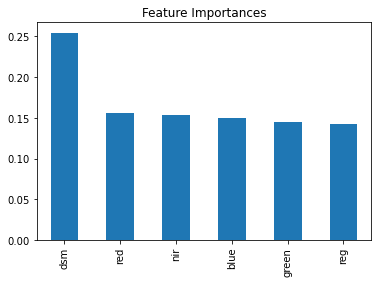 Feature Importances
0.25
0.20
0.15
0.10
0.05
0.00
dsm
red
nir
blue
green
reg